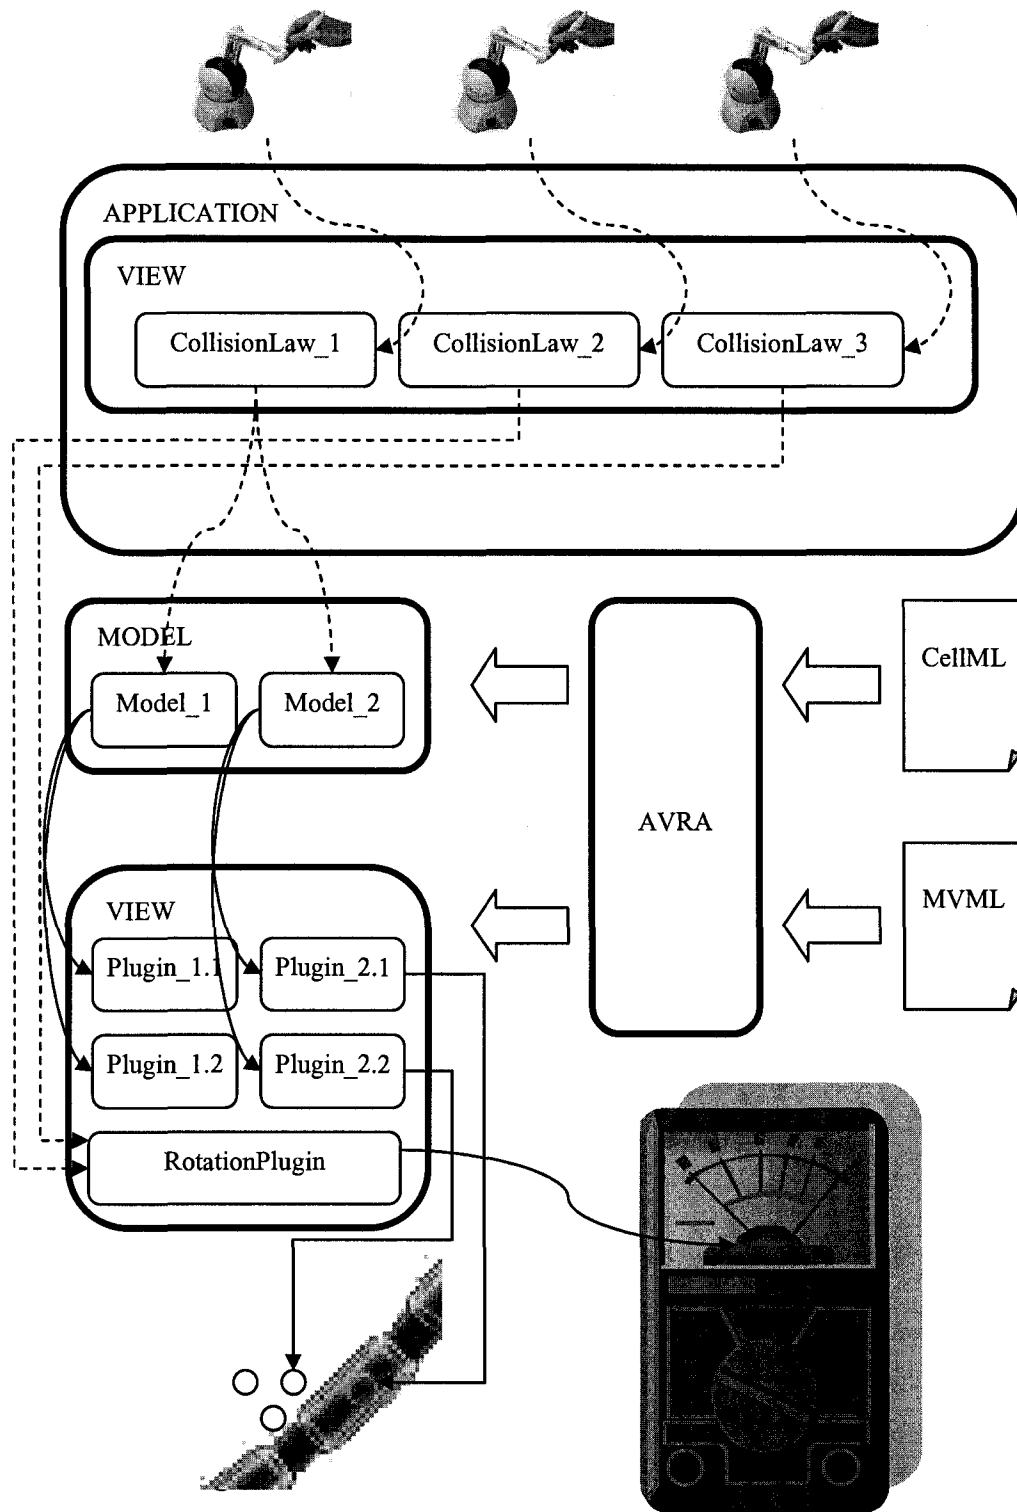 APPLICATION
VIEW
CollisionLaw_1
CollisionLaw_2
CollisionLaw_3
MODEL
Model_1
Model_2
CellML
AVRA
MVML
VIEW
Plugin_1.1
Plugin_2.1
Plugin_1.2
Plugin_2.2
RotationPlugin